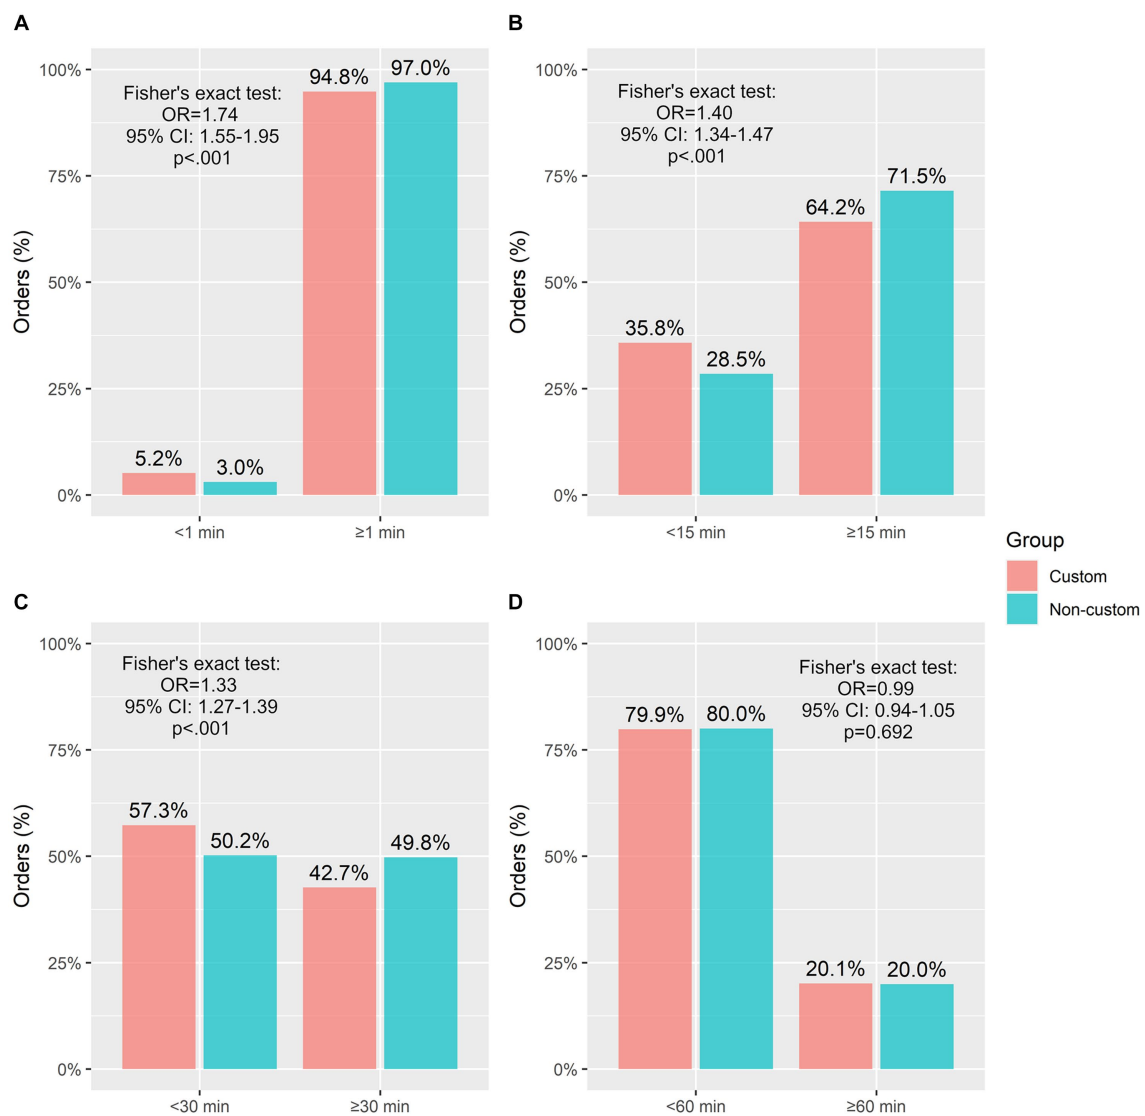 A
Orders (%)
100%
75%
50%
25%
0%
Fisher's exact test:
OR=1.74
95% CI: 1.55-1.95
p<.001
5.2%
3.0%
94.8%
97.0%
<1 min
≥1 min
B
Orders (%)
100%
75%
50%
25%
0%
Fisher's exact test:
OR=1.40
95% CI: 1.34-1.47
p<.001
35.8%
28.5%
64.2%
71.5%
<15 min
≥15 min
Group
Custom
Non-custom
C
Orders (%)
100%
75%
50%
25%
0%
Fisher's exact test:
OR=1.33
95% CI: 1.27-1.39
p<.001
57.3%
50.2%
42.7%
49.8%
<30 min
≥30 min
D
Orders (%)
100%
75%
50%
25%
0%
Fisher's exact test:
OR=0.99
95% CI: 0.94-1.05
p=0.692
79.9%
80.0%
20.1%
20.0%
<60 min
≥60 min